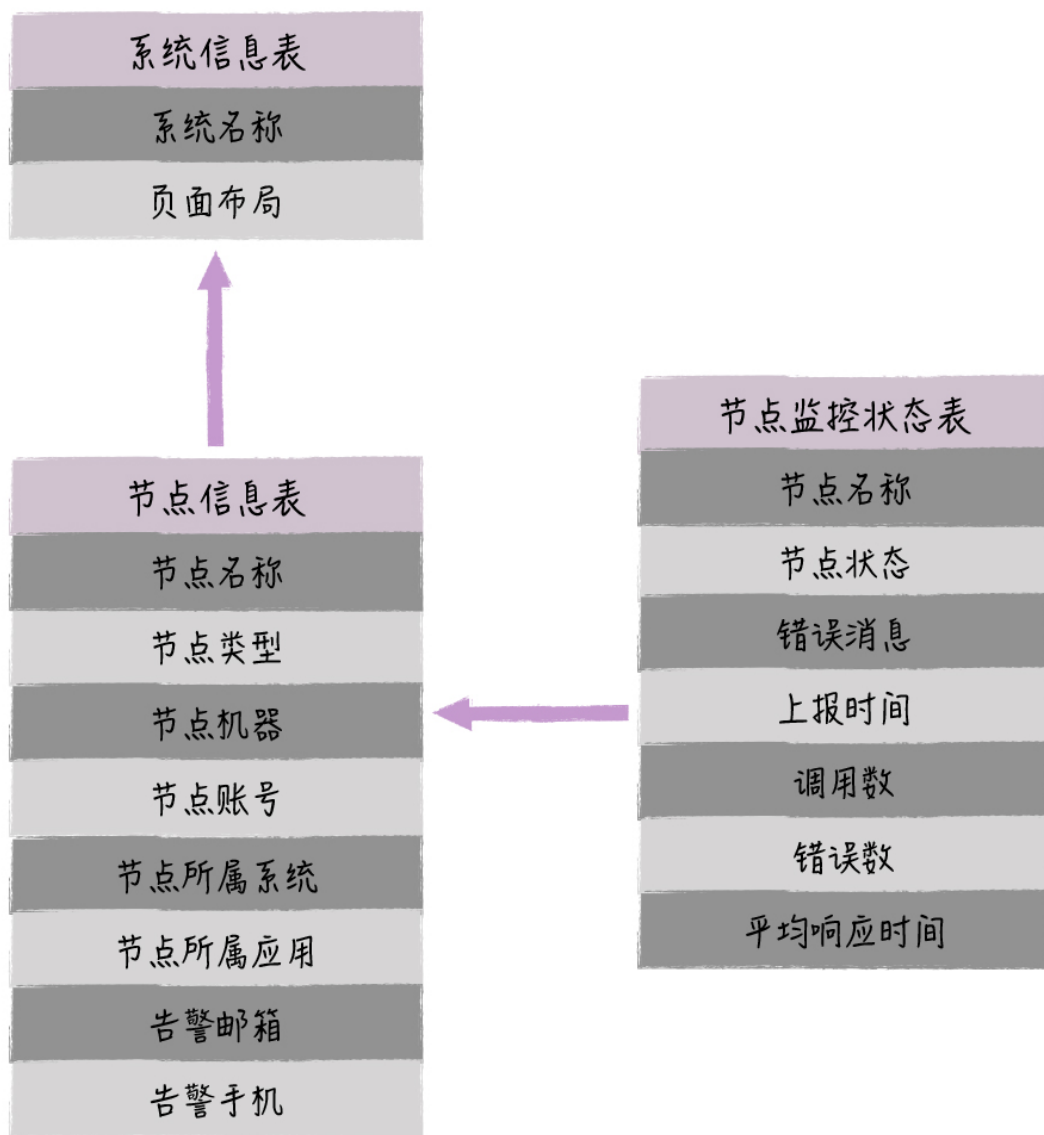 系统信息表
系统名称
页面布局
节点信息表
节点名称
节点类型
节点机器
节点账号
节点所属系统
节点所属应用
告警邮箱
告警手机
节点监控状态表
节点名称
节点状态
错误消息
上报时间
调用数
错误数
平均响应时间